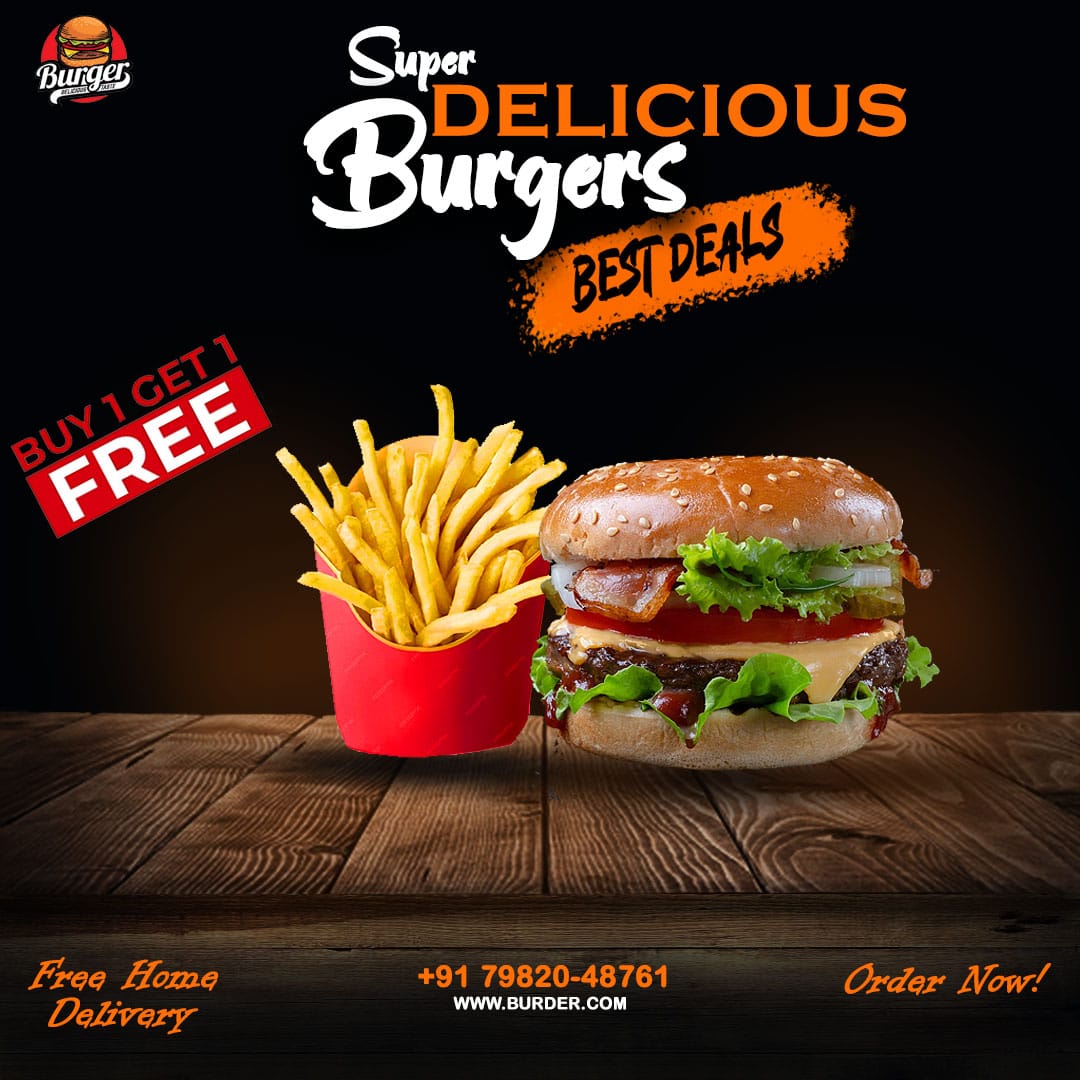 Burger
DELICIOUS TASTE
Super
DELICIOUS
Burgers
BEST DEALS
BUY 1 GET 1
FREE
Free Home
Delivery
+91 79820-48761
WWW.BURDER.COM
Order Now!